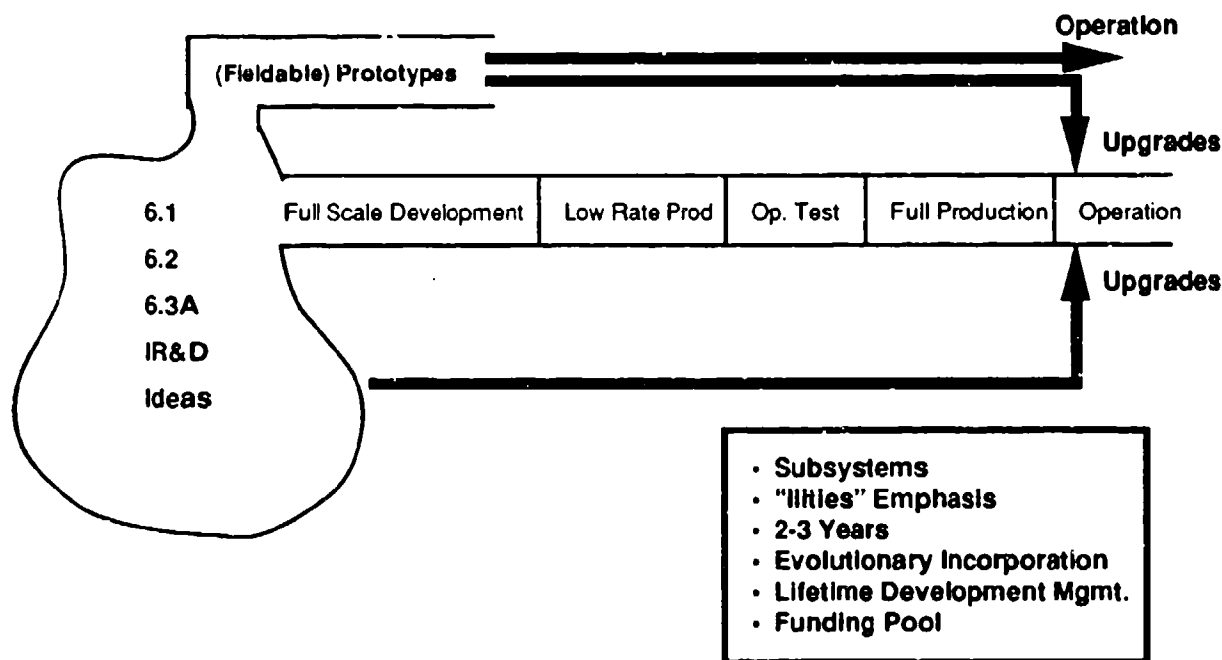 Operation
(Fieldable) Prototypes
Upgrades
6.1
Full Scale Development
Low Rate Prod
Op. Test
Full Production
Operation
6.2
Upgrades
6.3A
IR&D
Ideas
• Subsystems
• "Ilities" Emphasis
• 2-3 Years
• Evolutionary Incorporation
• Lifetime Development Mgmt.
• Funding Pool